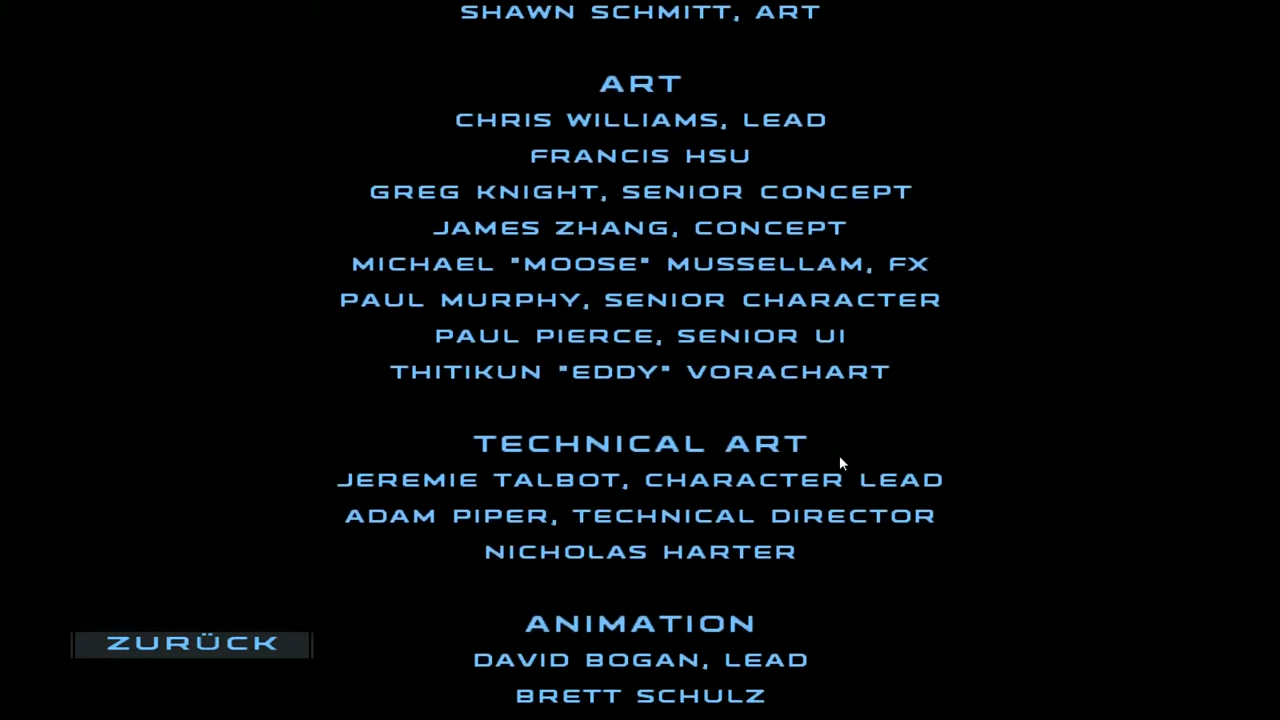 SHAWN SCHMITT, ART
ART
CHRIS WILLIAMS, LEAD
FRANCIS HSU
GREG KNIGHT, SENIOR CONCEPT
JAMES ZHANG, CONCEPT
MICHAEL "MOOSE" MUSSELLAM, FX
PAUL MURPHY, SENIOR CHARACTER
PAUL PIERCE, SENIOR UI
THITIKUN "EDDY" VORACHART
TECHNICAL ART
JEREMIE TALBOT, CHARACTER LEAD
ADAM PIPER, TECHNICAL DIRECTOR
NICHOLAS HARTER
ANIMATION
DAVID BOGAN, LEAD
BRETT SCHULZ
ZURÜCK